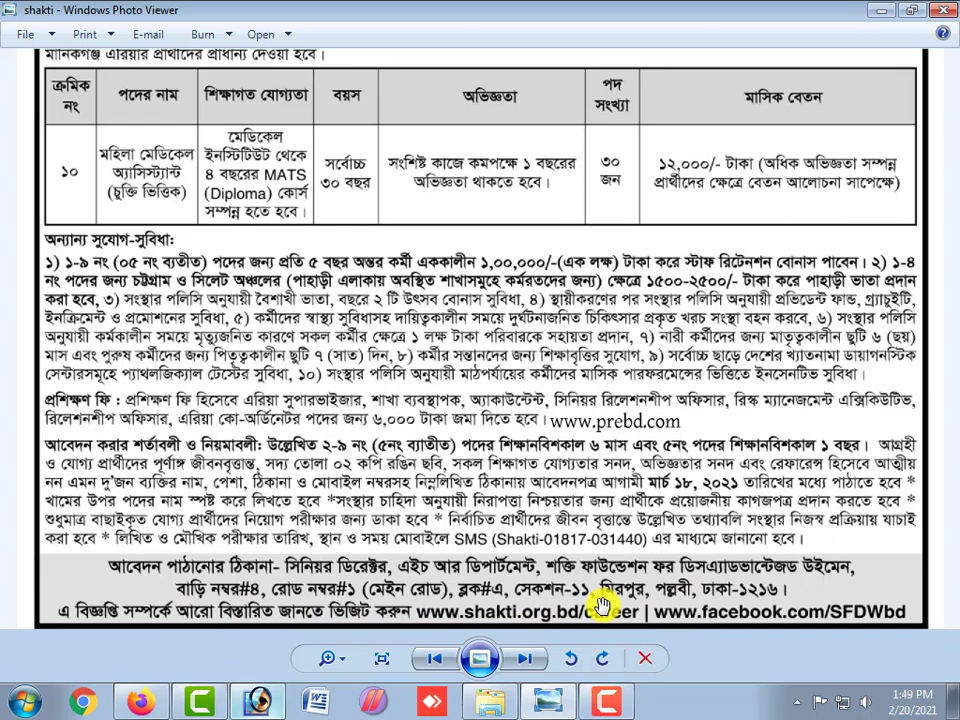 shakti - Windows Photo Viewer
File Print E-mail Burn Open
মানিকগঞ্জ এরিয়ার প্রার্থীদের প্রাধান্য দেওয়া হবে।
ক্রমিক নং পদের নাম শিক্ষাগত যোগ্যতা বয়স অভিজ্ঞতা পদ সংখ্যা মাসিক বেতন
১০
মহিলা মেডিকেল
অ্যাসিস্ট্যান্ট
(চুক্তি ভিত্তিক)
মেডিকেল
ইনস্টিটিউট থেকে
৪ বছরের MATS
(Diploma) কোর্স
সম্পন্ন হতে হবে।
সর্বোচ্চ
৩০ বছর
সংশিষ্ট কাজে কমপক্ষে ১ বছরের
অভিজ্ঞতা থাকতে হবে।
৩০
জন
১২,০০০/- টাকা (অধিক অভিজ্ঞতা সম্পন্ন
প্রার্থীদের ক্ষেত্রে বেতন আলোচনা সাপেক্ষে)
অন্যান্য সুযোগ-সুবিধা:
১) ১-৯ নং (০৫ নং ব্যতীত) পদের জন্য প্রতি ৫ বছর অন্তর কর্মী এককালীন ১,০০,০০০/-(এক লক্ষ) টাকা করে স্টাফ রিটেনশন বোনাস পাবেন। ২) ১-৪
নং পদের জন্য চট্টগ্রাম ও সিলেট অঞ্চলের (পাহাড়ী এলাকায় অবস্থিত শাখাসমূহে কর্মরতদের জন্য) ক্ষেত্রে ১৫০০-২৫০০/- টাকা করে পাহাড়ী ভাতা প্রদান
করা হবে, ৩) সংস্থার পলিসি অনুযায়ী বৈশাখী ভাতা, বছরে ২ টি উৎসব বোনাস সুবিধা, ৪) স্থায়ীকরণের পর সংস্থার পলিসি অনুযায়ী প্রভিডেন্ট ফান্ড, গ্র্যাচুইটি,
ইনক্রিমেন্ট ও প্রমোশনের সুবিধা, ৫) কর্মীদের স্বাস্থ্য সুবিধাসহ দায়িত্বকালীন সময়ে দুর্ঘটনাজনিত চিকিৎসার প্রকৃত খরচ সংস্থা বহন করবে, ৬) সংস্থার পলিসি
অনুযায়ী কর্মকালীন সময়ে মৃত্যুজনিত কারণে সকল কর্মীর ক্ষেত্রে ১ লক্ষ টাকা পরিবারকে সহায়তা প্রদান, ৭) নারী কর্মীদের জন্য মাতৃত্বকালীন ছুটি ৬ (ছয়)
মাস এবং পুরুষ কর্মীদের জন্য পিতৃত্বকালীন ছুটি ৭ (সাত) দিন, ৮) কর্মীর সন্তানদের জন্য শিক্ষাবৃত্তির সুযোগ, ৯) সর্বোচ্চ ছাড়ে দেশের খ্যাতনামা ডায়াগনস্টিক
সেন্টারসমূহে প্যাথলজিক্যাল টেস্টের সুবিধা, ১০) সংস্থার পলিসি অনুযায়ী মাঠপর্যায়ের কর্মীদের মাসিক পারফরমেন্সের ভিত্তিতে ইনসেনটিভ সুবিধা।
প্রশিক্ষণ ফি : প্রশিক্ষণ ফি হিসেবে এরিয়া সুপারভাইজার, শাখা ব্যবস্থাপক, অ্যাকাউন্টেন্ট, সিনিয়র রিলেশনশীপ অফিসার, রিস্ক ম্যানেজমেন্ট এক্সিকিউটিভ,
রিলেশনশিপ অফিসার, এরিয়া কো-অর্ডিনেটর পদের জন্য ৬,০০০ টাকা জমা দিতে হবে। www.prebd.com
আবেদন করার শর্তাবলী ও নিয়মাবলী: উল্লেখিত ২-৯ নং (৫নং ব্যাতীত) পদের শিক্ষানবিশকাল ৬ মাস এবং ৫নং পদের শিক্ষানবিশকাল ১ বছর। আগ্রহী
ও যোগ্য প্রার্থীদের পূর্ণাঙ্গ জীবনবৃত্তান্ত, সদ্য তোলা ০২ কপি রঙিন ছবি, সকল শিক্ষাগত যোগ্যতার সনদ, অভিজ্ঞতার সনদ এবং রেফারেন্স হিসেবে আত্মীয়
নন এমন দু'জন ব্যক্তির নাম, পেশা, ঠিকানা ও মোবাইল নম্বরসহ নিম্নলিখিত ঠিকানায় আবেদনপত্র আগামী মার্চ ১৮, ২০২১ তারিখের মধ্যে পাঠাতে হবে *
খামের উপর পদের নাম স্পষ্ট করে লিখতে হবে *সংস্থার চাহিদা অনুযায়ী নিরাপত্তা নিশ্চয়তার জন্য প্রার্থীকে প্রয়োজনীয় কাগজপত্র প্রদান করতে হবে *
শুধুমাত্র বাছাইকৃত যোগ্য প্রার্থীদের নিয়োগ পরীক্ষার জন্য ডাকা হবে * নির্বাচিত প্রার্থীদের জীবন বৃত্তান্তে উল্লেখিত তথ্যাবলি সংস্থার নিজস্ব প্রক্রিয়ায় যাচাই
করা হবে * লিখিত ও মৌখিক পরীক্ষার তারিখ, স্থান ও সময় মোবাইলে SMS (Shakti-01817-031440) এর মাধ্যমে জানানো হবে।
আবেদন পাঠানোর ঠিকানা- সিনিয়র ডিরেক্টর, এইচ আর ডিপার্টমেন্ট, শক্তি ফাউন্ডেশন ফর ডিসএ্যাডভান্টেজড উইমেন,
বাড়ি নম্বর#4, রোড নম্বর#১ (মেইন রোড), ব্লক#এ, সেকশন-১১, মিরপুর, পল্লবী, ঢাকা-১২১৬।
এ বিজ্ঞপ্তি সম্পর্কে আরো বিস্তারিত জানতে ভিজিট করুন www.shakti.org.bd/career | www.facebook.com/SFDWbd
1:49 PM
2/20/2021